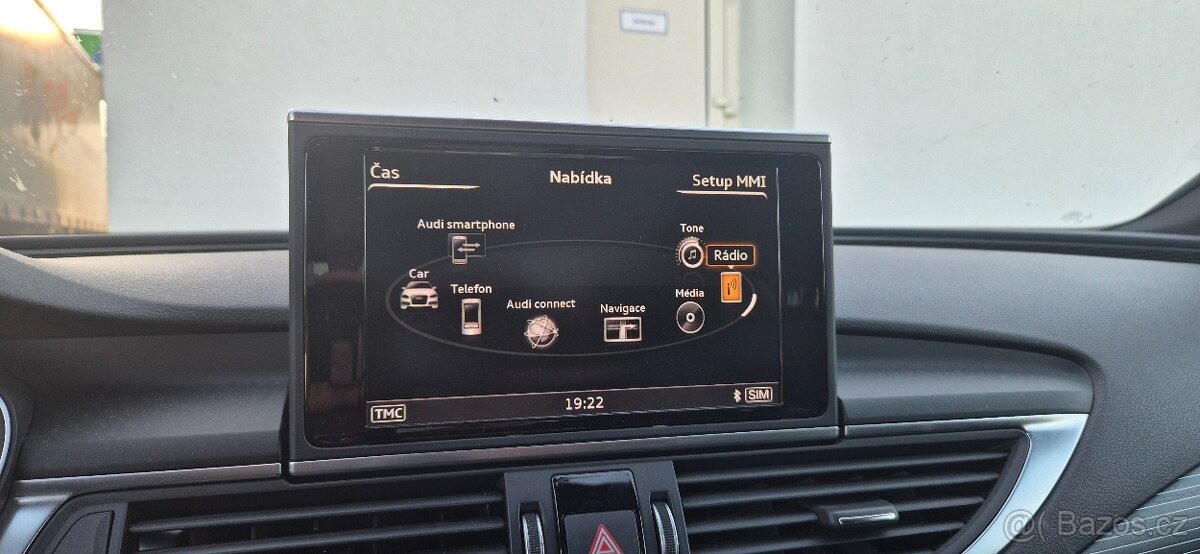 Čas
Nabídka
Setup MMI
Audi smartphone
Tone
Rádio
Car
Telefon
Audi connect
Navigace
Média
TMC
19:22
SIM
© Bazos.cz